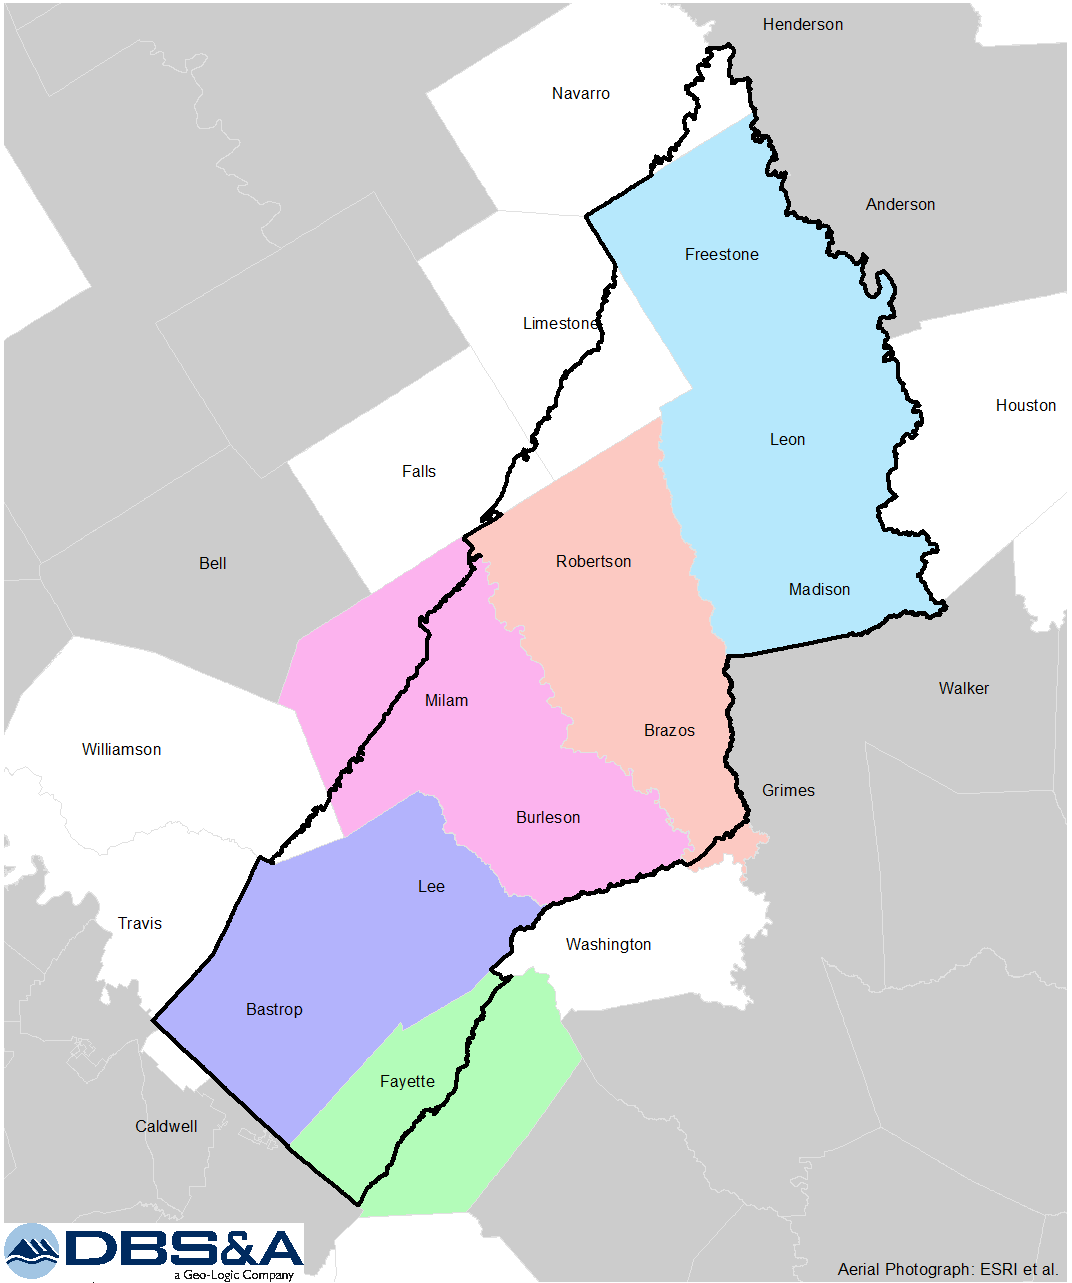 Henderson
Navarro
Anderson
Freestone
Limestone
Houston
Leon
Falls
Robertson
Bell
Madison
Walker
Milam
Brazos
Williamson
Grimes
Burleson
Lee
Travis
Washington
Bastrop
Fayette
Caldwell
DBS&A
a Geo-Logic Company
Aerial Photograph: ESRI et al.